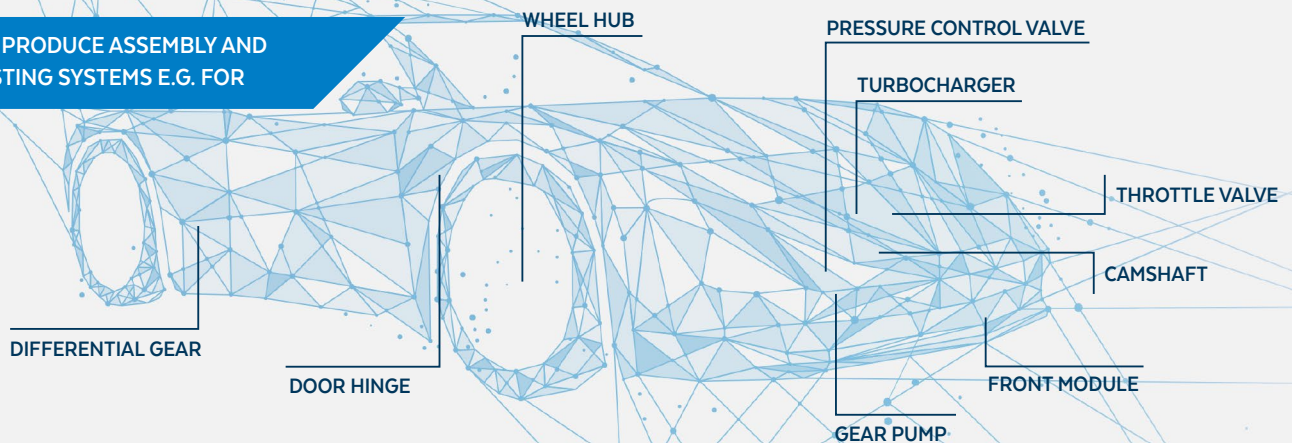 WHEEL HUB
PRODUCE ASSEMBLY AND
STING SYSTEMS E.G. FOR
PRESSURE CONTROL VALVE
TURBOCHARGER
THROTTLE VALVE
CAMSHAFT
DIFFERENTIAL GEAR
DOOR HINGE
FRONT MODULE
GEAR PUMP